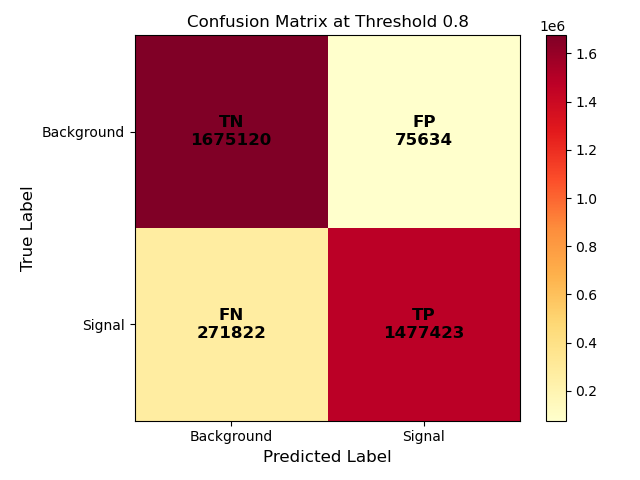 Confusion Matrix at Threshold 0.8
1e6
TN
1675120
FP
75634
FN
271822
TP
1477423
Background
Signal
True Label
Background
Signal
Predicted Label
1.6
1.4
1.2
1.0
0.8
0.6
0.4
0.2